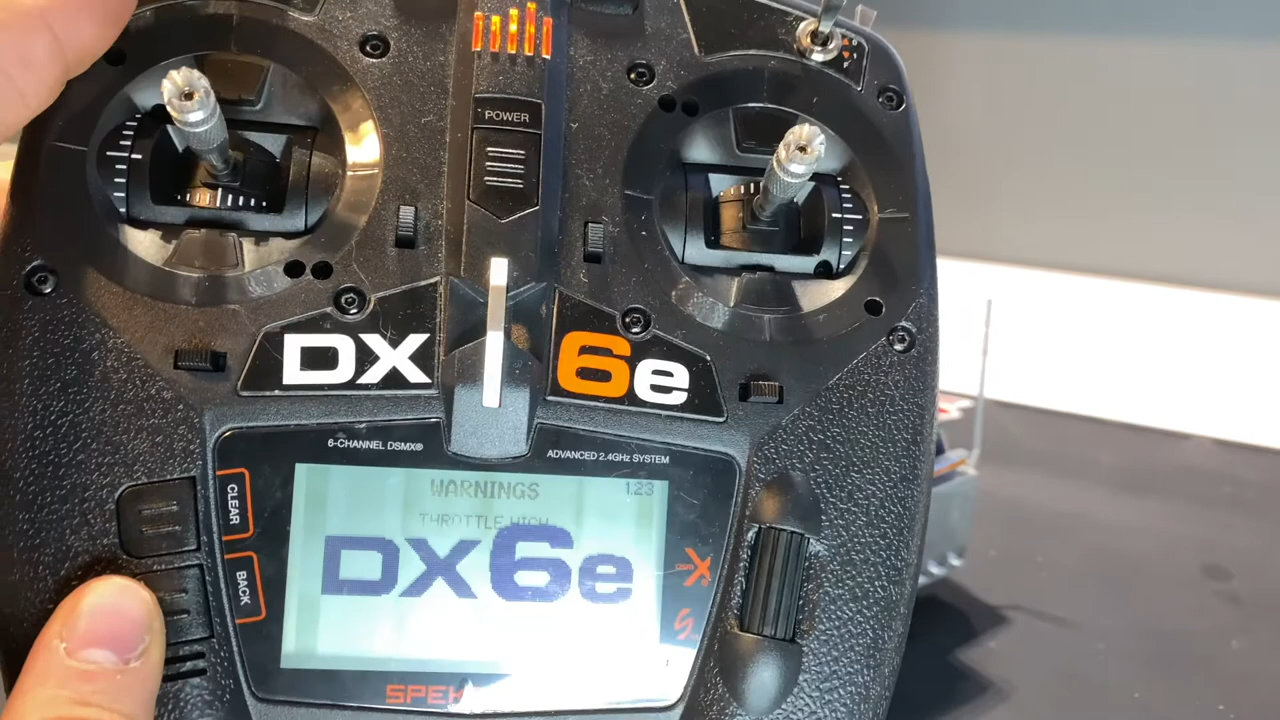 POWER
DX 6e
6-CHANNEL DSMX®
ADVANCED 2.4GHz SYSTEM
CLEAR
BACK
WARNINGS
1.23
THROTTLE HIGH
DX6e